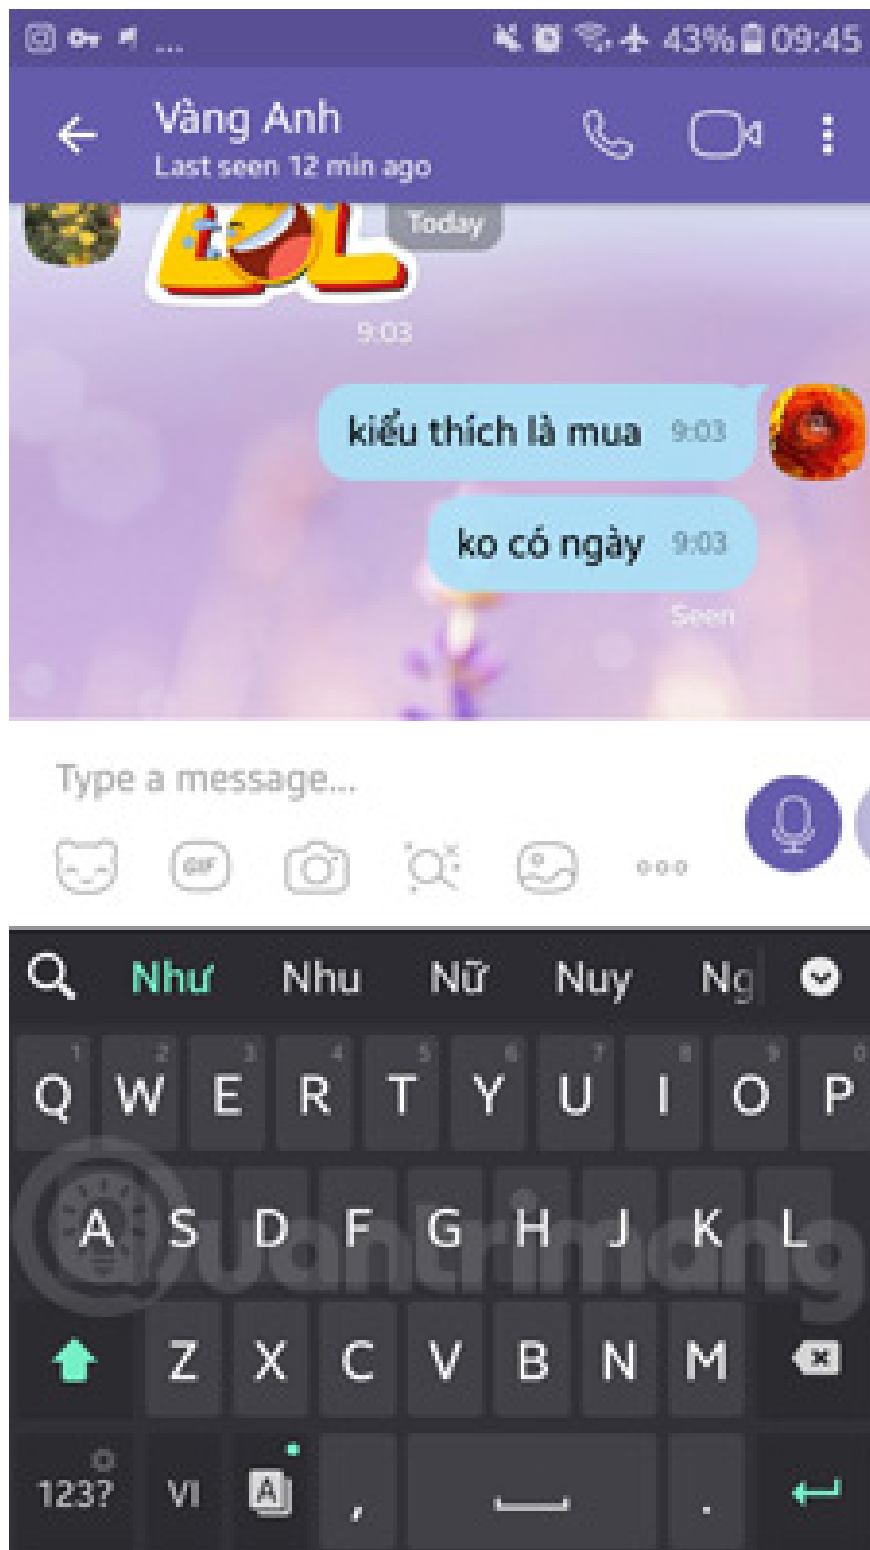 ... 43% 09:45
Vàng Anh
Last seen 12 min ago
LOL
Today
9:03
kiểu thích là mua 9:03
ko có ngày 9:03
Seen
Type a message...
GIF
Như Nhu Nữ Nuy Ng
1 2 3 4 5 6 7 8 9 0
Q W E R T Y U I O P
A S D F G H J K L
uantrimang
Z X C V B N M
123? VI A , .